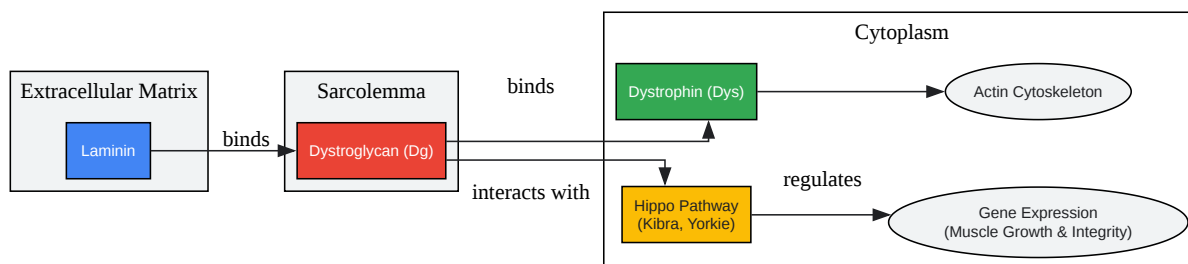 Extracellular Matrix
Laminin
binds
Sarcolemma
Dystroglycan (Dg)
binds
interacts with
Cytoplasm
Dystrophin (Dys)
Actin Cytoskeleton
Hippo Pathway
(Kibra, Yorkie)
regulates
Gene Expression
(Muscle Growth & Integrity)